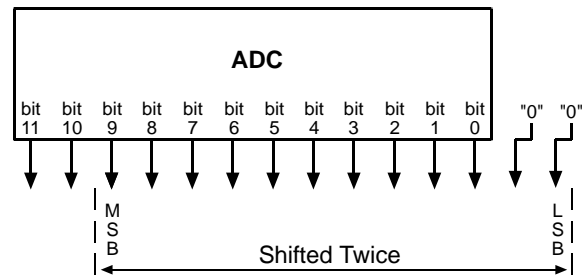 ADC
bit bit bit bit bit bit bit bit bit bit bit bit "0" "0"
11 10 9 8 7 6 5 4 3 2 1 0
MSB
LSB
Shifted Twice